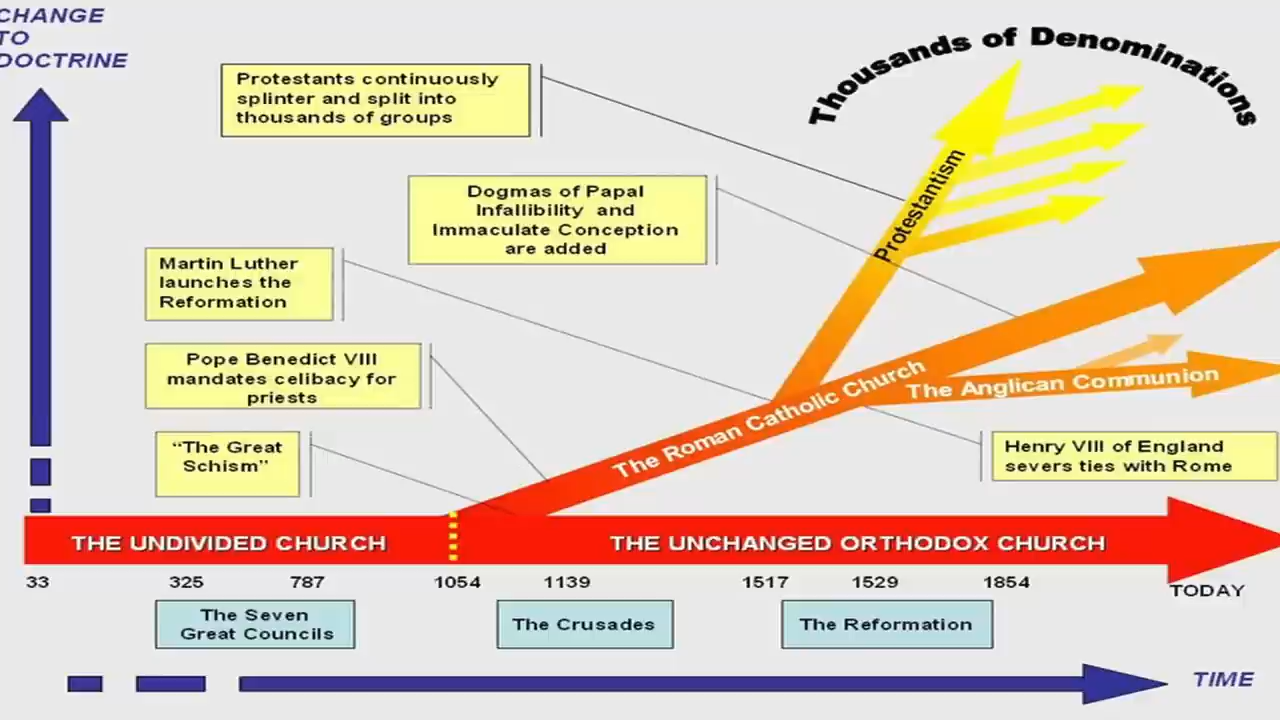 CHANGE
TO
DOCTRINE
Thousands of Denominations
Protestants continuously
splinter and split into
thousands of groups
Protestantism
Dogmas of Papal
Infallibility and
Immaculate Conception
are added
Martin Luther
launches the
Reformation
Pope Benedict VIII
mandates celibacy for
priests
The Roman Catholic Church
The Anglican Communion
"The Great
Schism"
Henry VIII of England
severs ties with Rome
THE UNDIVIDED CHURCH
THE UNCHANGED ORTHODOX CHURCH
33 325 787 1054 1139 1517 1529 1854
TODAY
The Seven
Great Councils
The Crusades
The Reformation
TIME